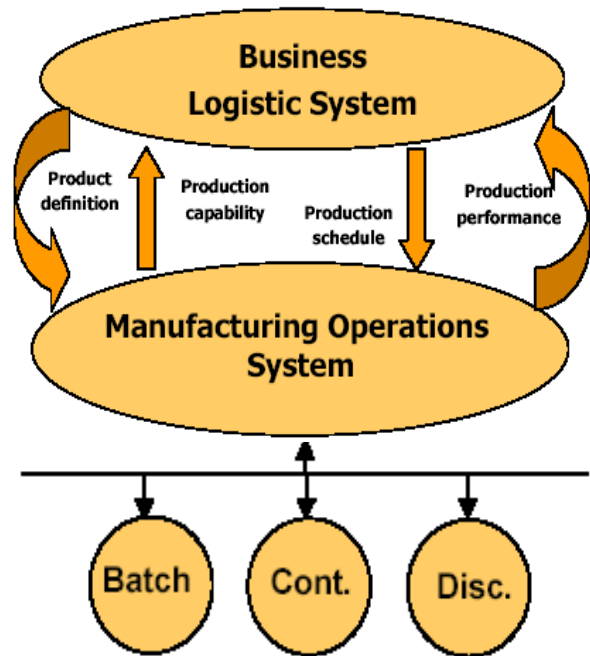 Business
Logistic System
Product
definition
Production
capability
Production
schedule
Production
performance
Manufacturing Operations
System
Batch
Cont.
Disc.